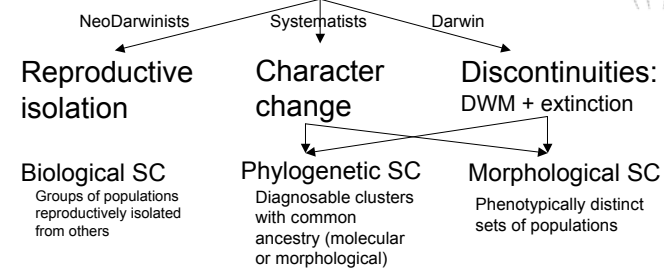 NeoDarwinists Systematists Darwin
Reproductive
isolation
Character
change
Discontinuities:
DWM + extinction
Biological SC
Groups of populations
reproductively isolated
from others
Phylogenetic SC
Diagnosable clusters
with common
ancestry (molecular
or morphological)
Morphological SC
Phenotypically distinct
sets of populations